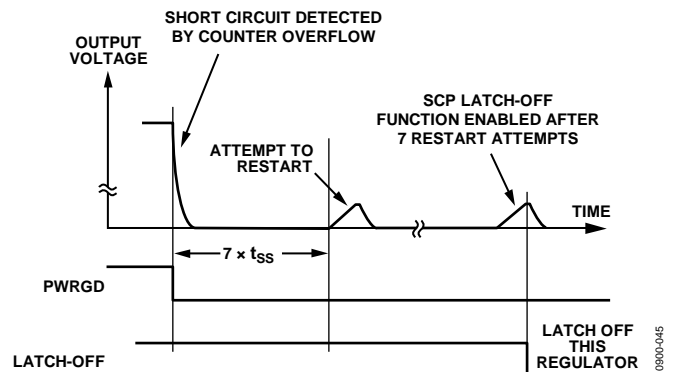 SHORT CIRCUIT DETECTED
BY COUNTER OVERFLOW
OUTPUT
VOLTAGE
SCP LATCH-OFF
FUNCTION ENABLED AFTER
7 RESTART ATTEMPTS
ATTEMPT TO
RESTART
TIME
7 × tSS
PWRGD
LATCH-OFF
LATCH OFF
THIS
REGULATOR
0900-045